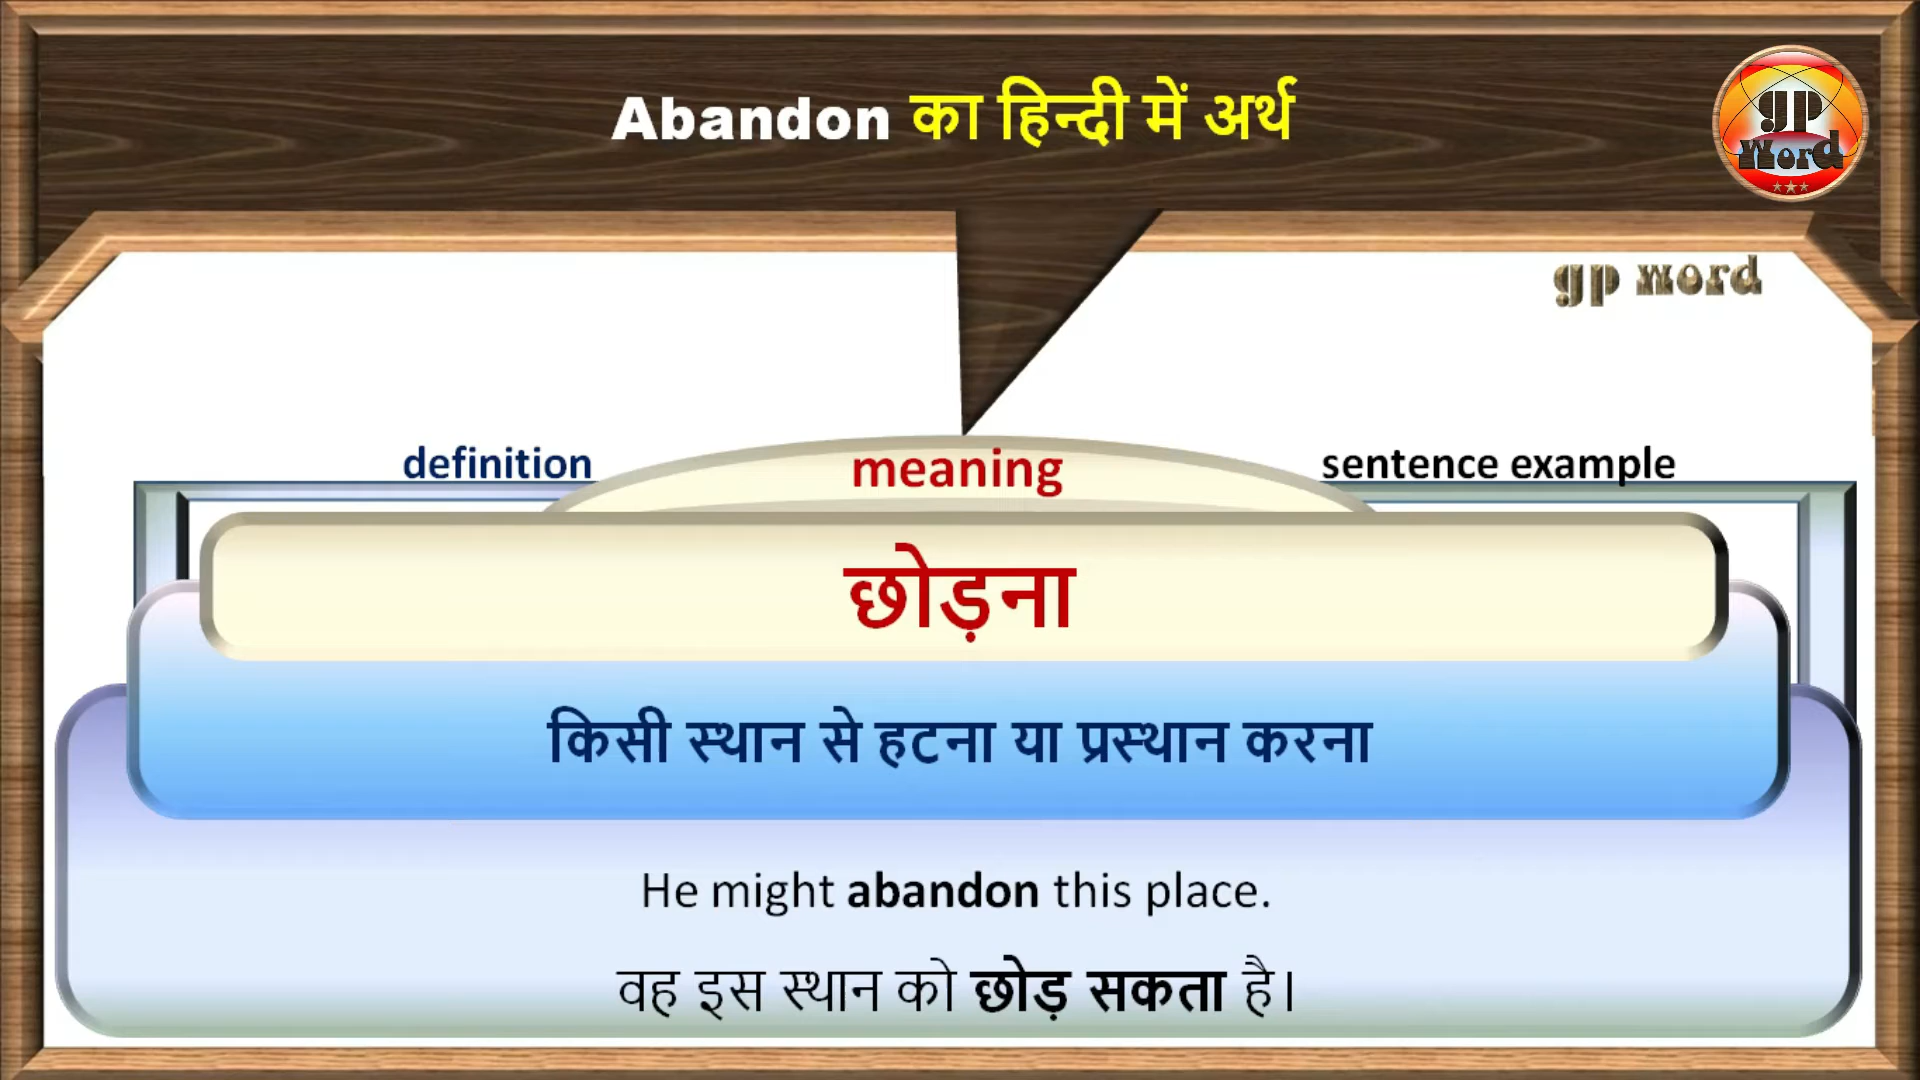 Abandon का हिन्दी में अर्थ
gp
word
gp word
definition
meaning
sentence example
छोड़ना
किसी स्थान से हटना या प्रस्थान करना
He might abandon this place.
वह इस स्थान को छोड़ सकता है।